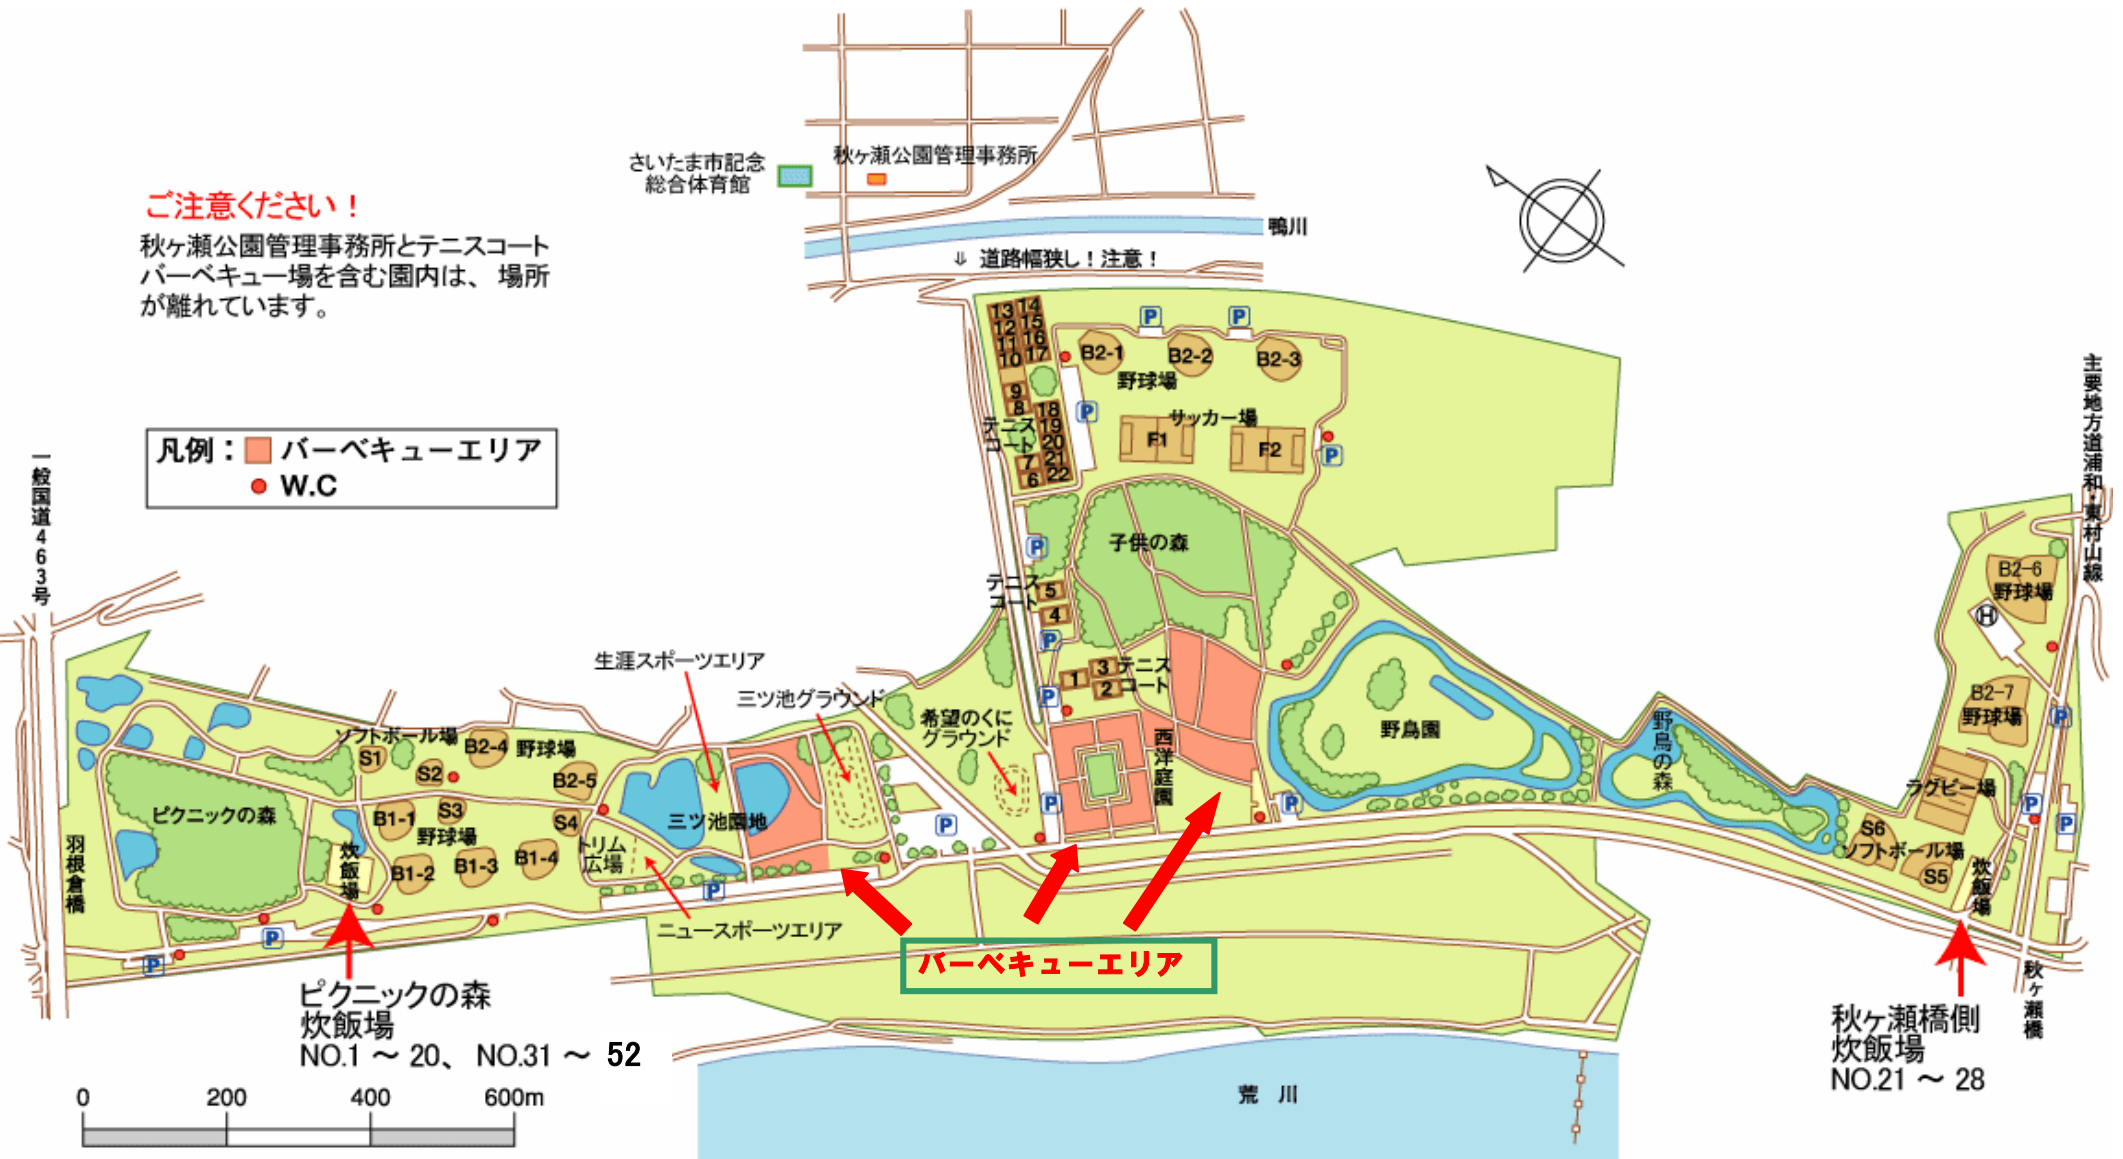 さいたま市記念
総合体育館
秋ヶ瀬公園管理事務所
ご注意ください！
秋ヶ瀬公園管理事務所とテニスコート
バーベキュー場を含む園内は、場所
が離れています。
鴨川
⇓ 道路幅狭し！注意！
凡例：バーベキューエリア
W.C
一般国道463号
主要地方道浦和・東村山線
13 14
12 15
11 16
10 17
9
8 18
19
20
7 21
6 22
テニス
コート
P
P
B2-1
B2-2
B2-3
野球場
P
サッカー場
F1
F2
P
子供の森
P
テニス
コート
5
4
P
3
1
2
テニス
コート
P
B2-6
野球場
H
B2-7
野球場
P
ラグビー場
P
P
生涯スポーツエリア
三ツ池グラウンド
希望のくに
グラウンド
西洋庭園
野鳥園
野鳥の森
P
P
P
ソフトボール場
S1
S2
B2-4
野球場
B2-5
ピクニックの森
B1-1
S3
野球場
S4
三ツ池園地
トリム
広場
炊飯場
B1-2
B1-3
B1-4
羽根倉橋
P
P
P
ニュースポーツエリア
バーベキューエリア
S6
ソフトボール場
S5
炊飯場
秋ヶ瀬橋
ピクニックの森
炊飯場
NO.1 ～ 20、 NO.31 ～ 52
秋ヶ瀬橋側
炊飯場
NO.21 ～ 28
0 200 400 600m
荒 川